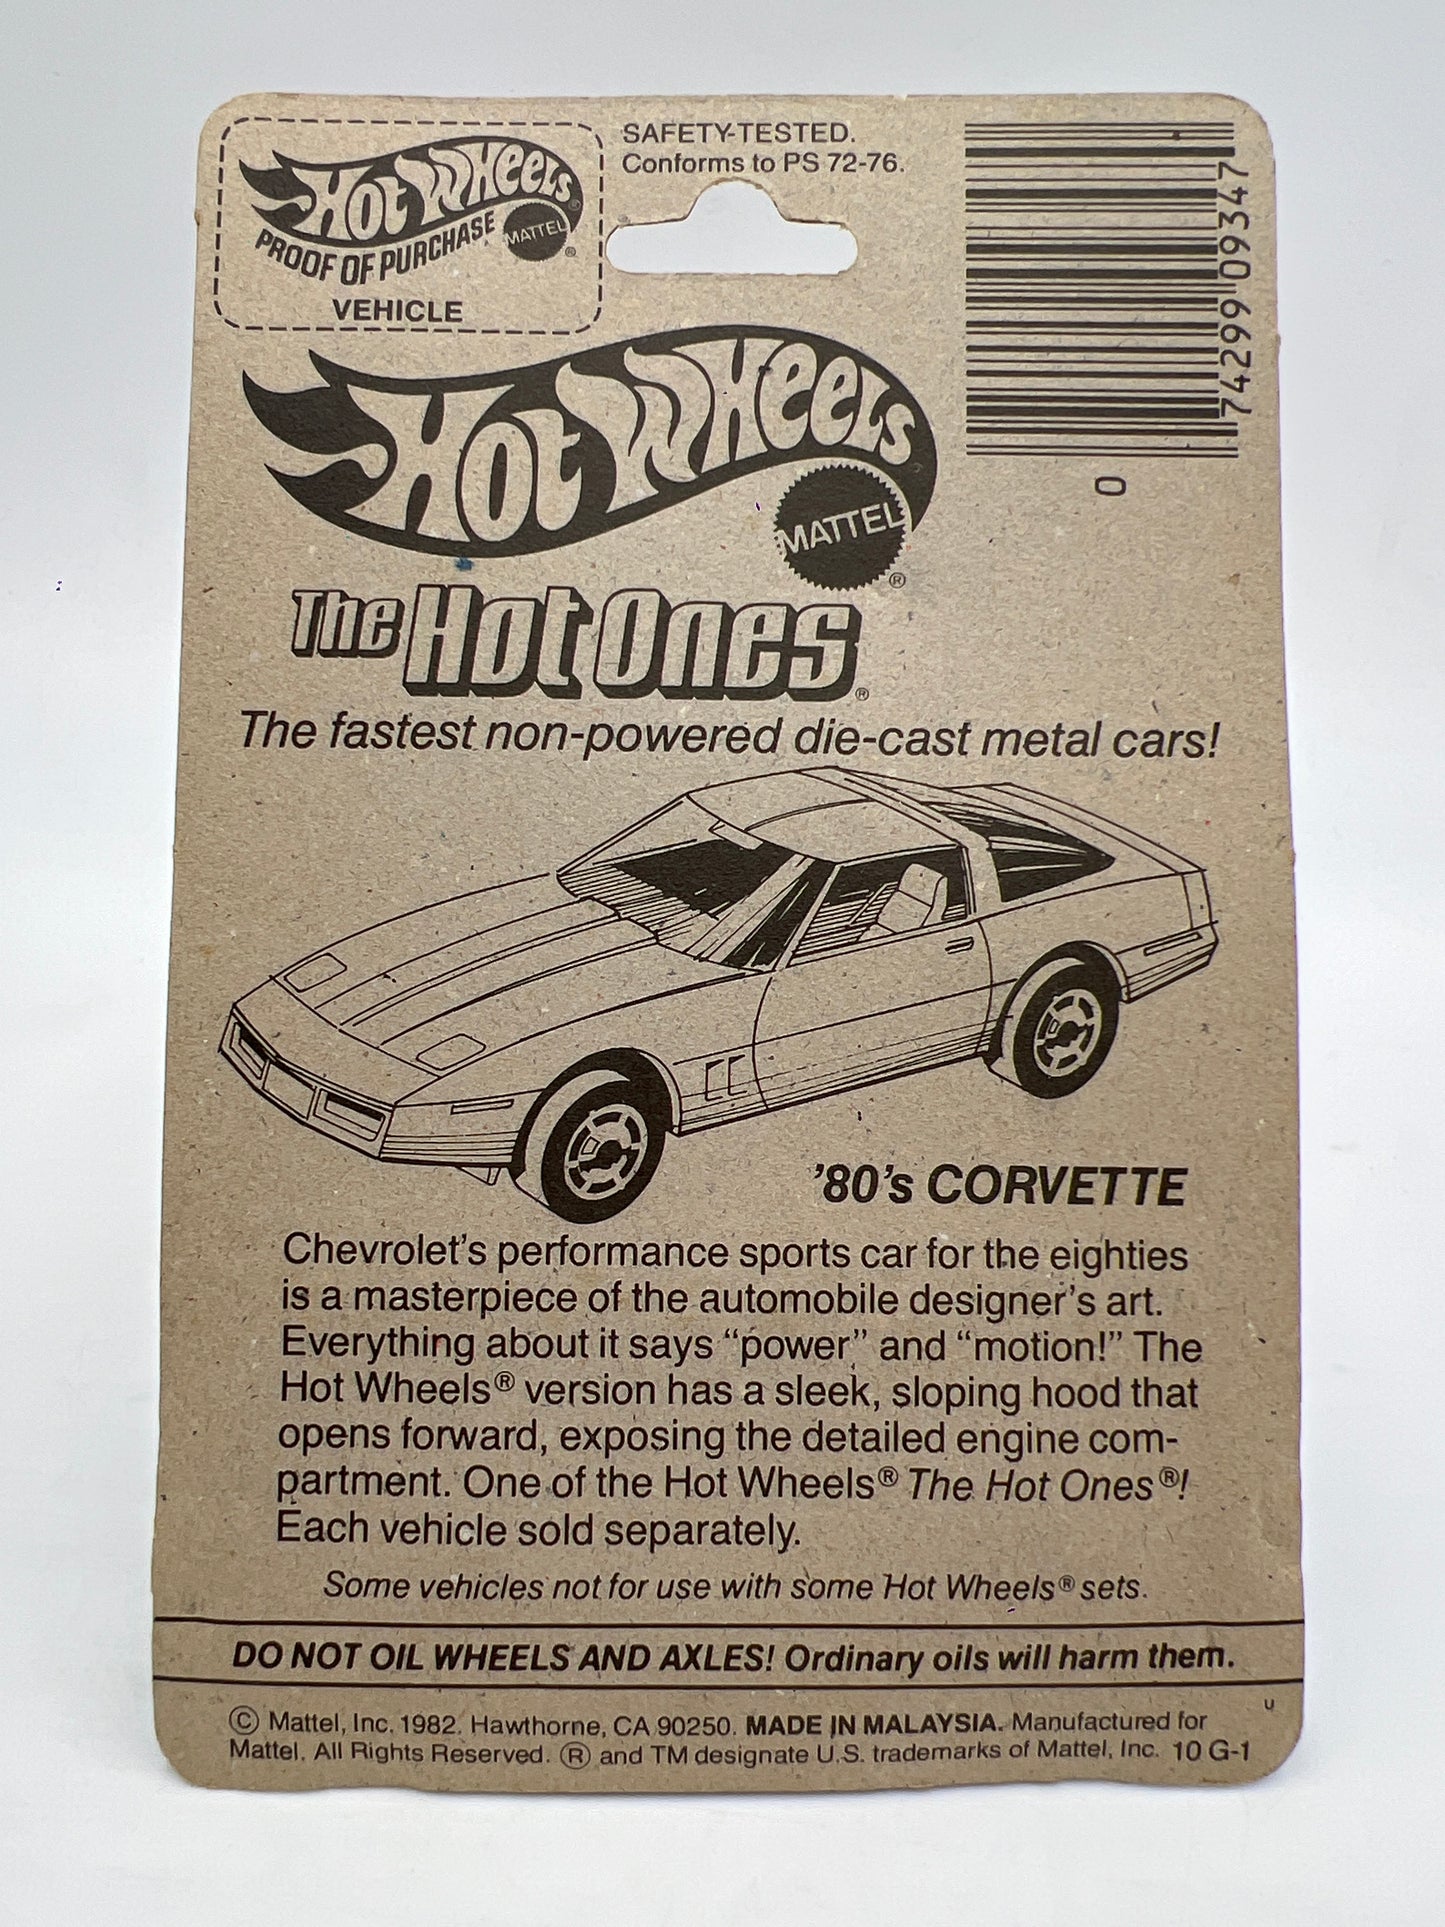 Hot Wheels
PROOF OF PURCHASE
MATTEL ®
VEHICLE
SAFETY-TESTED.
Conforms to PS 72-76.
74299 09347
0
Hot Wheels
MATTEL
®
The Hot Ones®
The fastest non-powered die-cast metal cars!
'80's CORVETTE
Chevrolet's performance sports car for the eighties
is a masterpiece of the automobile designer's art.
Everything about it says “power” and “motion!” The
Hot Wheels® version has a sleek, sloping hood that
opens forward, exposing the detailed engine com-
partment. One of the Hot Wheels® The Hot Ones®!
Each vehicle sold separately.
Some vehicles not for use with some Hot Wheels® sets.
DO NOT OIL WHEELS AND AXLES! Ordinary oils will harm them.
U
© Mattel, Inc. 1982. Hawthorne, CA 90250. MADE IN MALAYSIA. Manufactured for
Mattel. All Rights Reserved. ® and TM designate U.S. trademarks of Mattel, Inc. 10 G-1